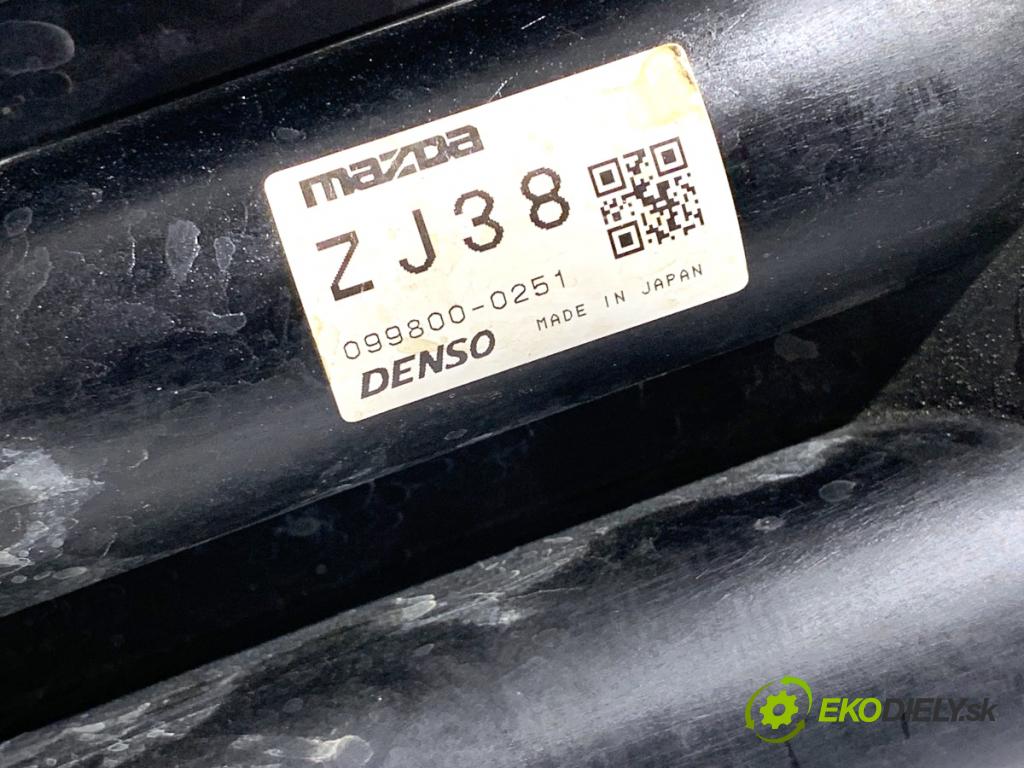 mazda
ZJ38
099800-0251
MADE IN JAPAN
DENSO
EKODIELY.sk